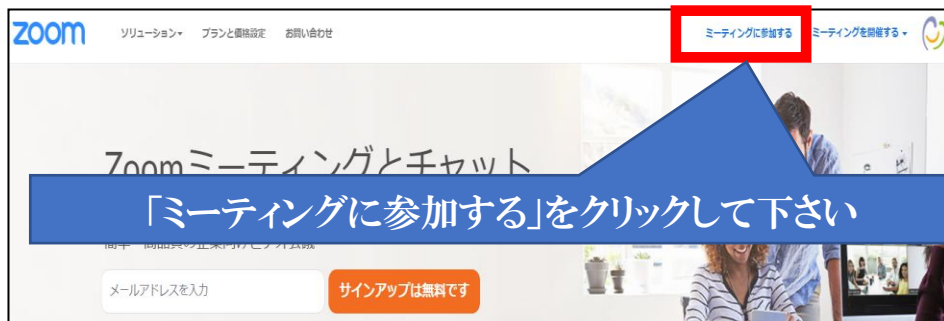 zoom ソリューション▾ プランと価格設定 お問い合わせ ミーティングに参加する ミーティングを開催する ▾
Zoomミーティングとチャット
「ミーティングに参加する」をクリックして下さい
メールアドレスを入力 サインアップは無料です